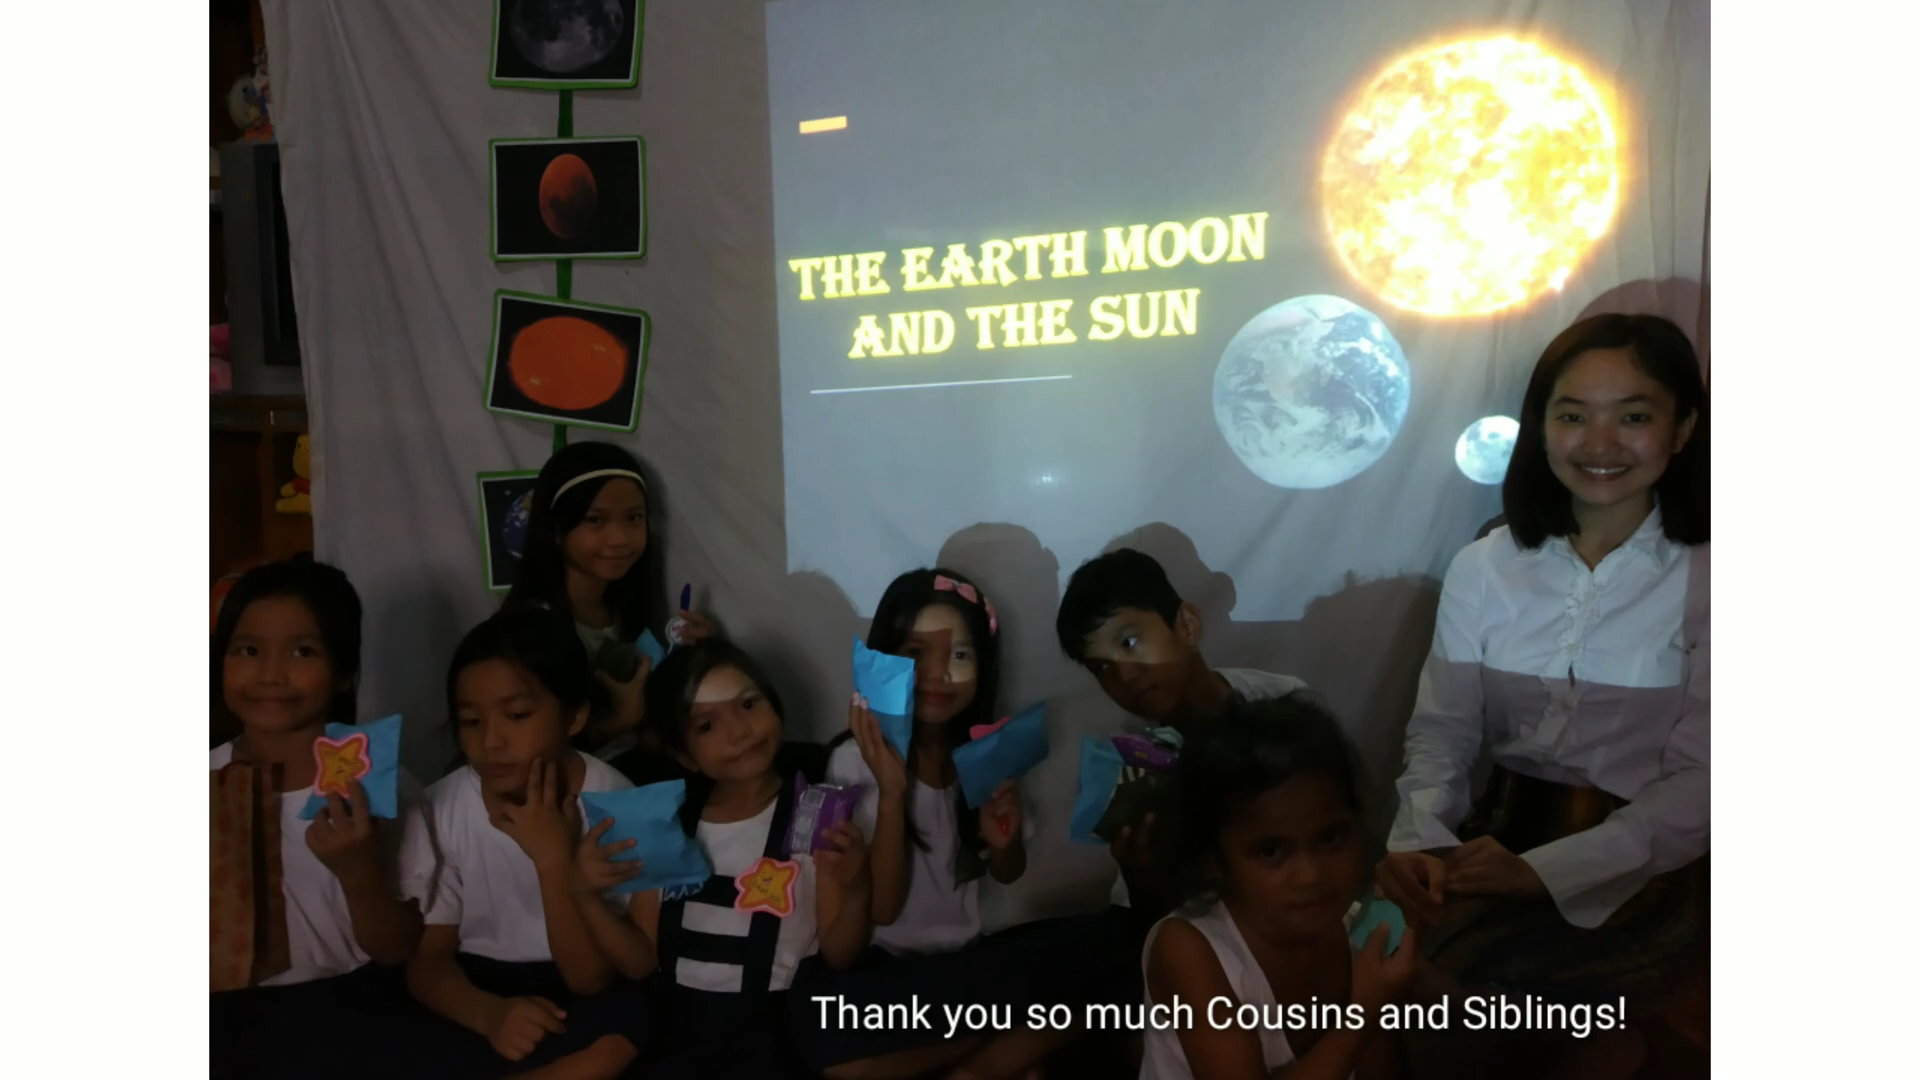 THE EARTH MOON
AND THE SUN
Thank you so much Cousins and Siblings!